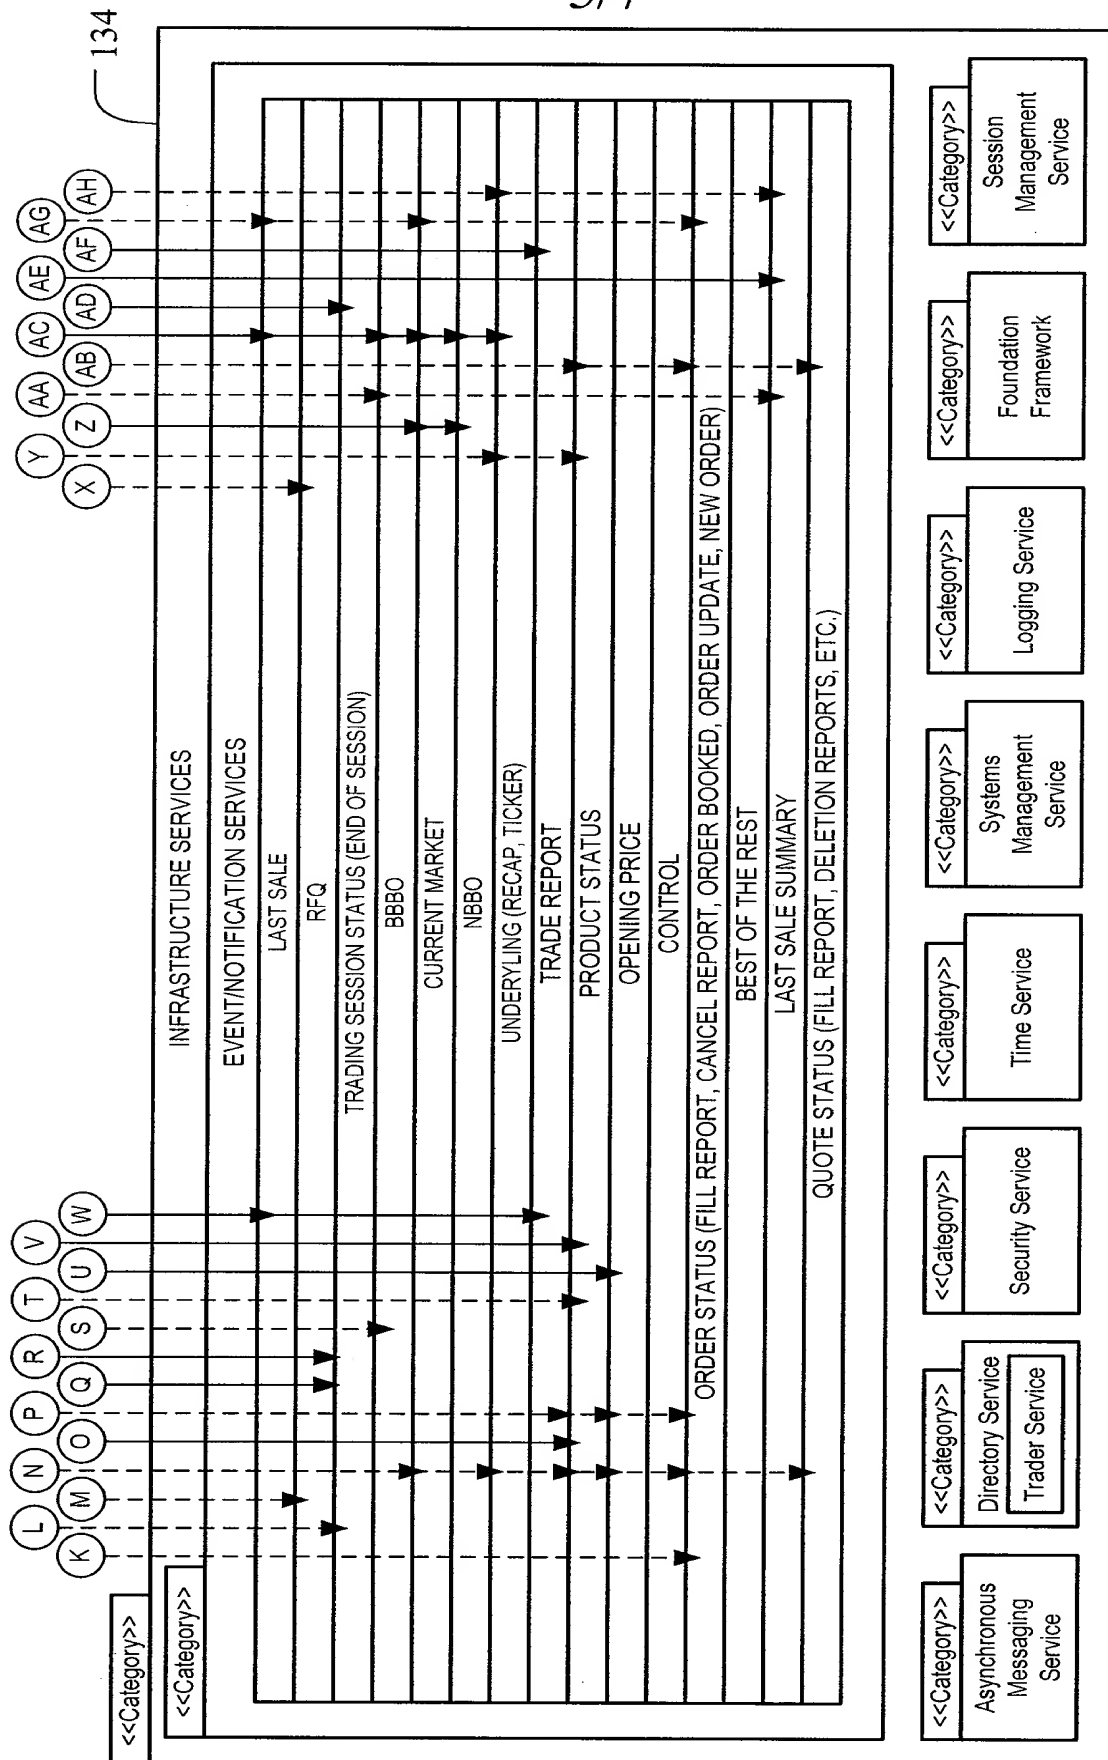 134
<<Category>>
<<Category>>
K
L
M
N
O
P
Q
R
S
T
U
V
W
X
Y
Z
AA
AB
AC
AD
AE
AF
AG
AH
INFRASTRUCTURE SERVICES
EVENT/NOTIFICATION SERVICES
LAST SALE
RFQ
TRADING SESSION STATUS (END OF SESSION)
BBBO
CURRENT MARKET
NBBO
UNDERYLING (RECAP, TICKER)
TRADE REPORT
PRODUCT STATUS
OPENING PRICE
CONTROL
ORDER STATUS (FILL REPORT, CANCEL REPORT, ORDER BOOKED, ORDER UPDATE, NEW ORDER)
BEST OF THE REST
LAST SALE SUMMARY
QUOTE STATUS (FILL REPORT, DELETION REPORTS, ETC.)
<<Category>>
Asynchronous
Messaging
Service
<<Category>>
Directory Service
Trader Service
<<Category>>
Security Service
<<Category>>
Time Service
<<Category>>
Systems
Management
Service
<<Category>>
Logging Service
<<Category>>
Foundation
Framework
<<Category>>
Session
Management
Service